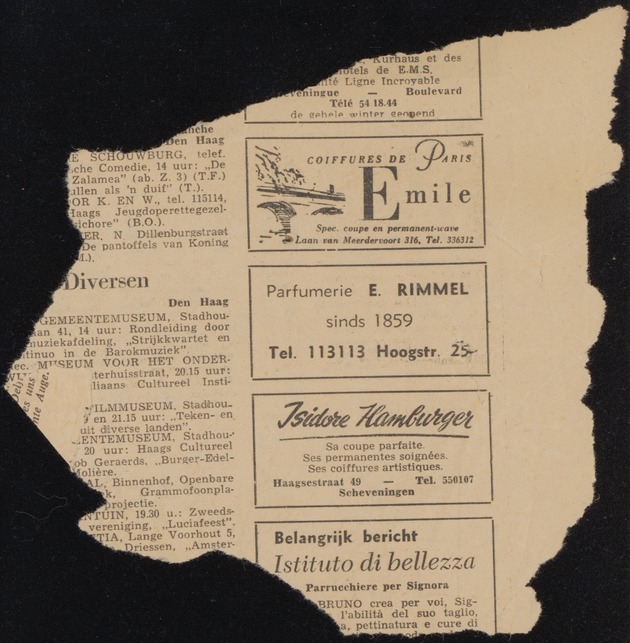 Den Haag
E SCHOUWBURG, telef.
che Comedie, 14 uur: „De
Zalamea" (ab. Z. 3) (T.F.)
ullen als 'n duif" (T.).
OR K. EN W., tel. 115114,
Haags Jeugdoperettegezel-
sichore" (B.O.).
ER, N. Dillenburgstraat
De pantoffels van Koning
M.).
Diversen
Den Haag
GEMEENTEMUSEUM, Stadhou-
aan 41, 14 uur: Rondleiding door
muziekafdeling, „Strijkkwartet en
tinuo in de Barokmuziek".
MUSEUM VOOR HET ONDER-
terhuisstraat, 20.15 uur:
liaans Cultureel Insti-
FILMMUSEUM, Stadhou-
en 21.15 uur: „Teken- en
uit diverse landen".
ENTEMUSEUM, Stadhou-
20 uur: Haags Cultureel
ob Geraerds, „Burger-Edel-
Molière.
AL, Binnenhof, Openbare
k, Grammofoonpla-
projectie.
NTUIN, 19.30 u.: Zweeds-
vereniging, „Luciafeest".
TIA, Lange Voorhout 5,
Driessen, „Amster-
Kurhaus et des
Hotels de E.M.S.
ité Ligne Incroyable
eveningue — Boulevard
Télé 54.18.44
de gehele winter geopend
COIFFURES DE PARIS
Emile
Spec. coupe en permanent-wave
Laan van Meerdervoort 316, Tel. 336312
Parfumerie E. RIMMEL
sinds 1859
Tel. 113113 Hoogstr. 25
Isidore Hamburger
Sa coupe parfaite.
Ses permanentes soignées.
Ses coiffures artistiques.
Haagsestraat 49 — Tel. 550107
Scheveningen
Belangrijk bericht
Istituto di bellezza
Parrucchiere per Signora
BRUNO crea per voi, Sig-
l'abilità del suo taglio,
a, pettinatura e cure di